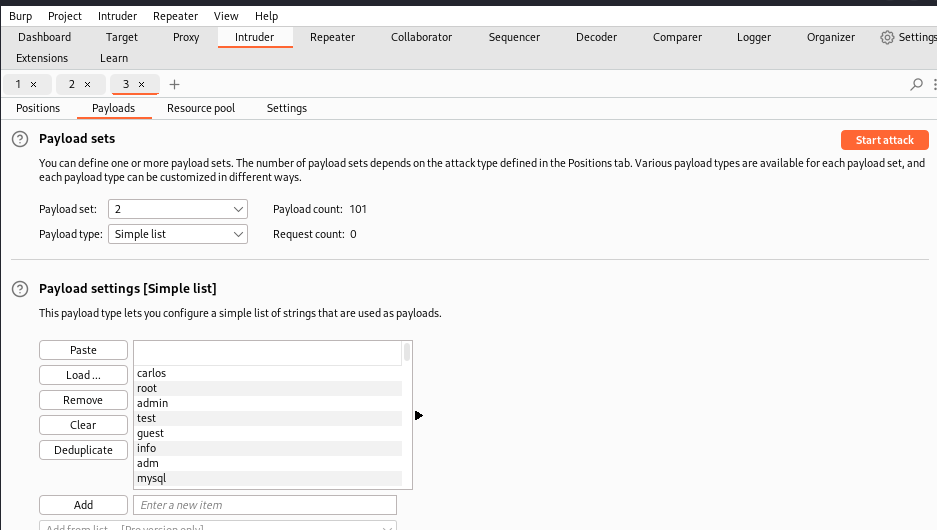 Burp Project Intruder Repeater View Help
Dashboard Target Proxy Intruder Repeater Collaborator Sequencer Decoder Comparer Logger Organizer Settings
Extensions Learn
1 × 2 × 3 × +
Positions Payloads Resource pool Settings
? Payload sets Start attack
You can define one or more payload sets. The number of payload sets depends on the attack type defined in the Positions tab. Various payload types are available for each payload set, and
each payload type can be customized in different ways.
Payload set: 2 Payload count: 101
Payload type: Simple list Request count: 0
? Payload settings [Simple list]
This payload type lets you configure a simple list of strings that are used as payloads.
Paste
Load ... carlos
root
Remove admin
test
Clear guest
info
Deduplicate adm
mysql
Add Enter a new item
Add from list ... [Pro version only]